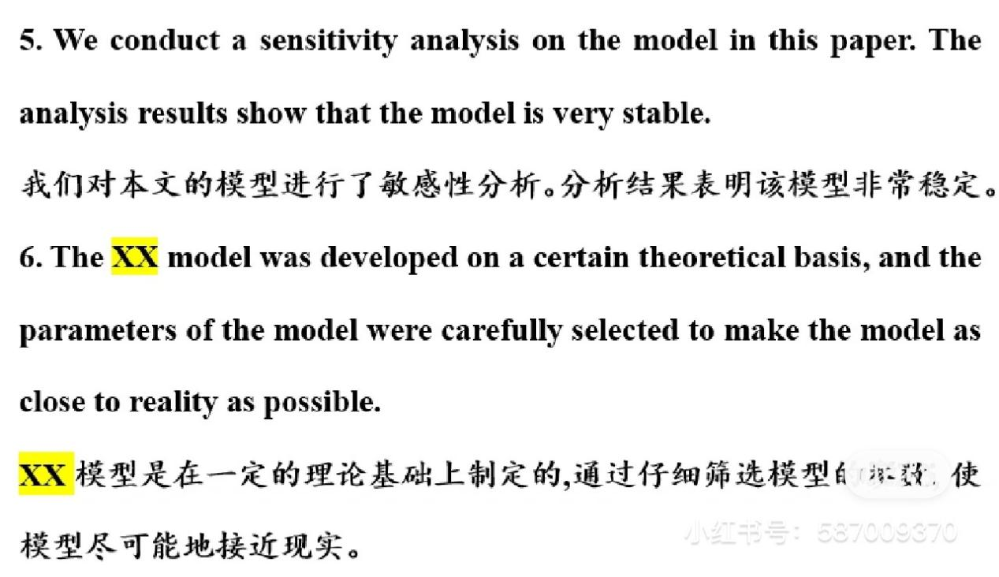 5. We conduct a sensitivity analysis on the model in this paper. The
analysis results show that the model is very stable.
我们对本文的模型进行了敏感性分析。分析结果表明该模型非常稳定。
6. The XX model was developed on a certain theoretical basis, and the
parameters of the model were carefully selected to make the model as
close to reality as possible.
XX 模型是在一定的理论基础上制定的,通过仔细筛选模型的 使
模型尽可能地接近现实。
小红书号：587009370